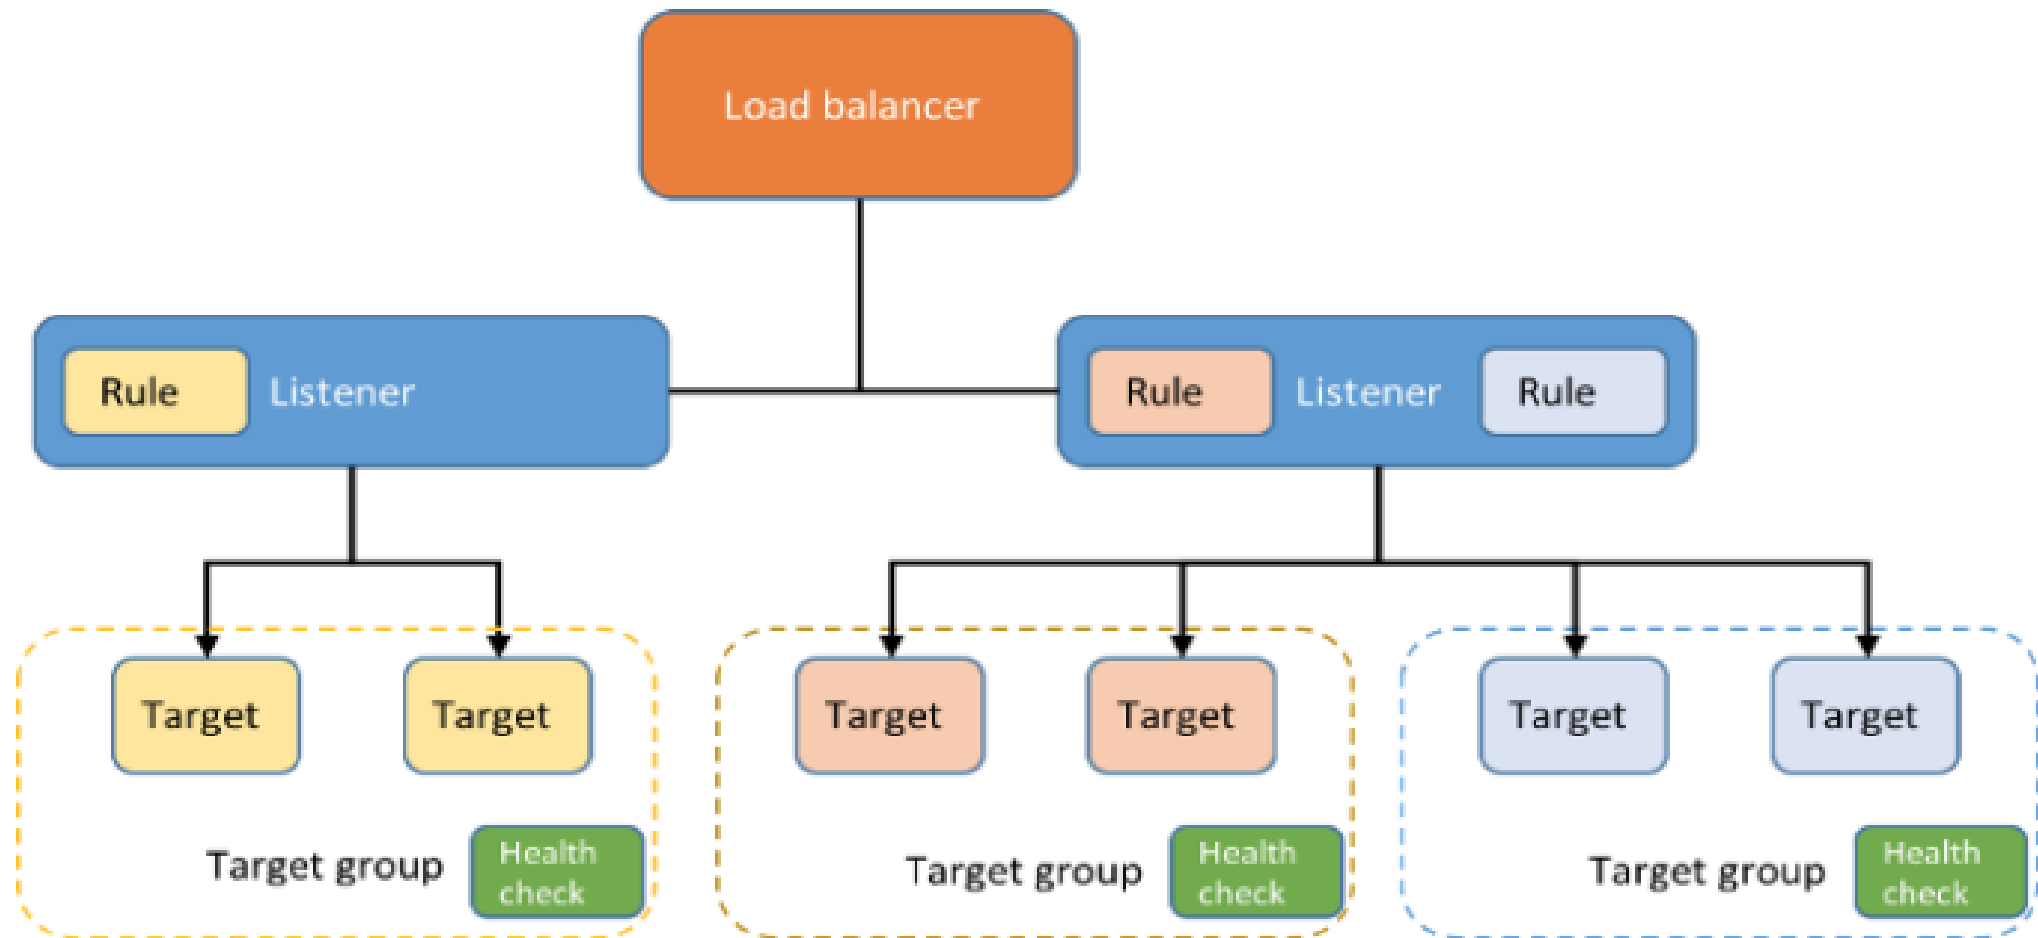 Load balancer
Rule
Listener
Rule
Listener
Rule
Target
Target
Target
Target
Target
Target
Target group
Health
check
Target group
Health
check
Target group
Health
check